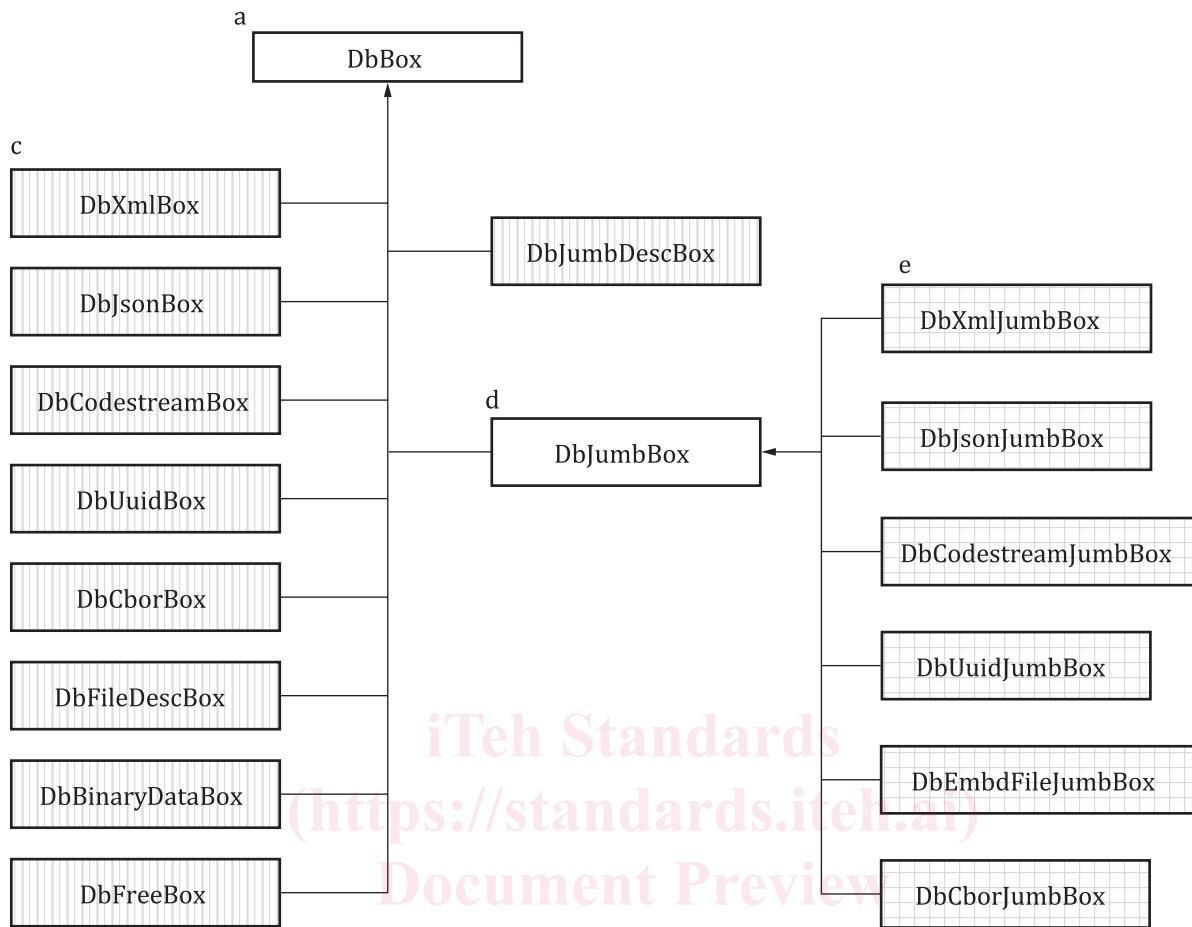 a
DbBox
c
DbXmlBox
DbJsonBox
DbCodestreamBox
DbUuidBox
DbCborBox
DbFileDescBox
DbBinaryDataBox
DbFreeBox
DbJumbDescBox
d
DbJumbBox
e
DbXmlJumbBox
DbJsonJumbBox
DbCodestreamJumbBox
DbUuidJumbBox
DbEmbdFileJumbBox
DbCborJumbBox
iTeh Standards
(https://standards.iteh.ai)
Document Preview